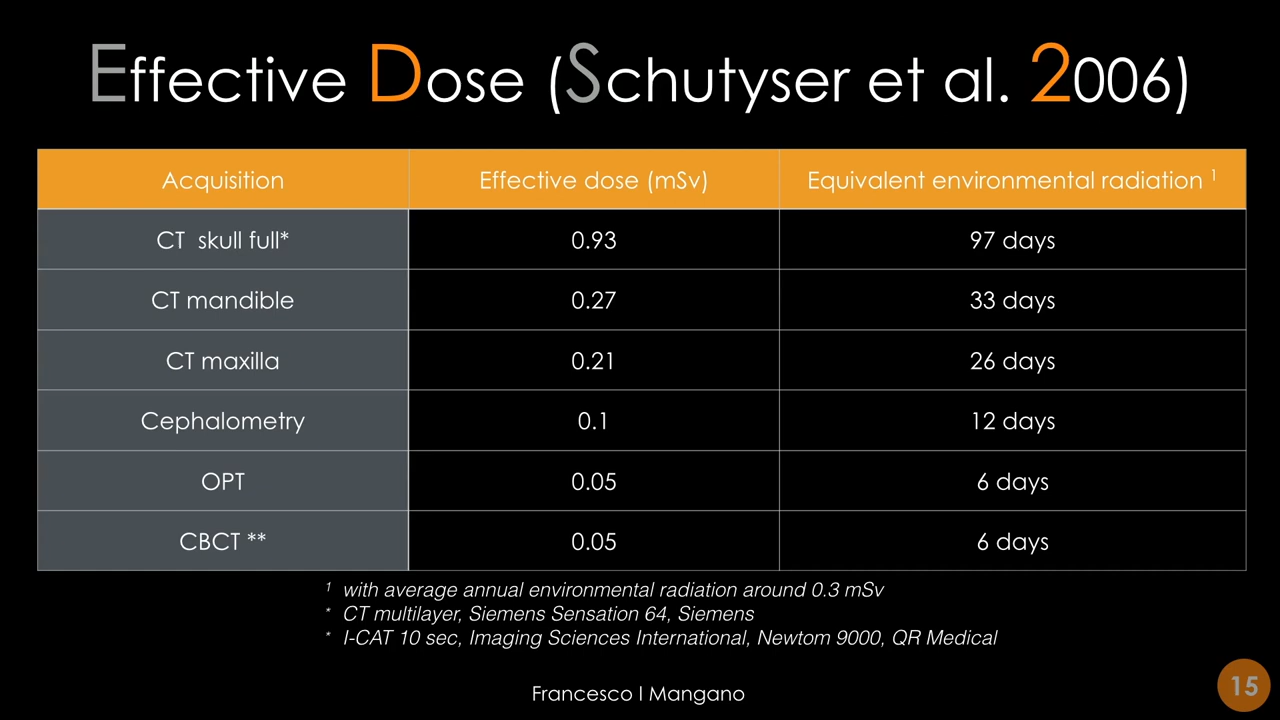 Effective Dose (Schutyser et al. 2006)
Acquisition Effective dose (mSv) Equivalent environmental radiation ¹
CT skull full* 0.93 97 days
CT mandible 0.27 33 days
CT maxilla 0.21 26 days
Cephalometry 0.1 12 days
OPT 0.05 6 days
CBCT ** 0.05 6 days
¹ with average annual environmental radiation around 0.3 mSv
* CT multilayer, Siemens Sensation 64, Siemens
* I-CAT 10 sec, Imaging Sciences International, Newtom 9000, QR Medical
Francesco l Mangano
15